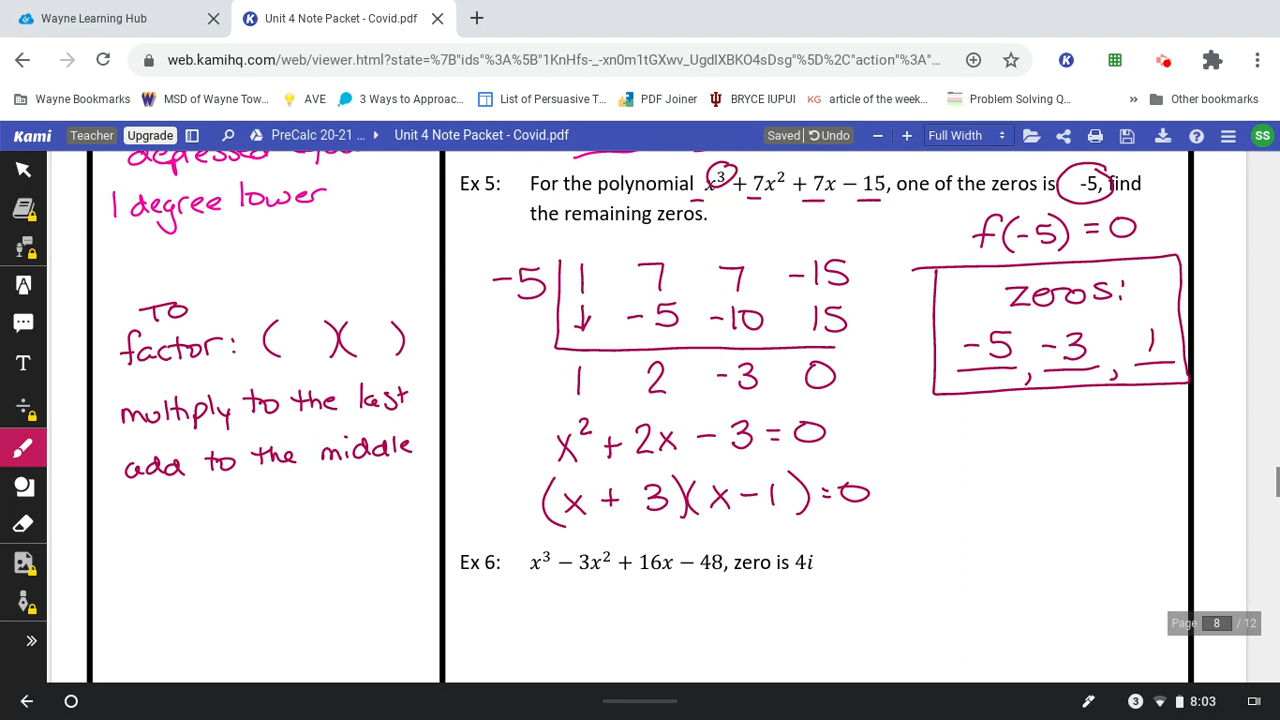 Wayne Learning Hub
Unit 4 Note Packet - Covid.pdf
web.kamihq.com/web/viewer.html?state=%7B"ids"%3A%5B"1KnHfs-_-xn0m1tGXwv_UgdIXBKO4sDsg"%5D%2C"action"%3A"...
Wayne Bookmarks
MSD of Wayne Tow...
AVE
3 Ways to Approac...
List of Persuasive T...
PDF Joiner
BRYCE IUPUI
KG article of the week...
Problem Solving Q...
» Other bookmarks
Kami Teacher Upgrade
PreCalc 20-21 ...
Unit 4 Note Packet - Covid.pdf
Saved Undo
Full Width
SS
1 degree lower
To
factor: (   )(   )
multiply to the last
add to the middle
Ex 5: For the polynomial x³ + 7x² + 7x − 15, one of the zeros is -5, find
the remaining zeros.
f(-5) = 0
-5 | 1 7 7 -15
↓ -5 -10 15
1 2 -3 0
x² + 2x - 3 = 0
(x + 3)(x - 1) = 0
zeros:
-5, -3, 1
Ex 6: x³ − 3x² + 16x − 48, zero is 4i
Page 8 / 12
3 8:03